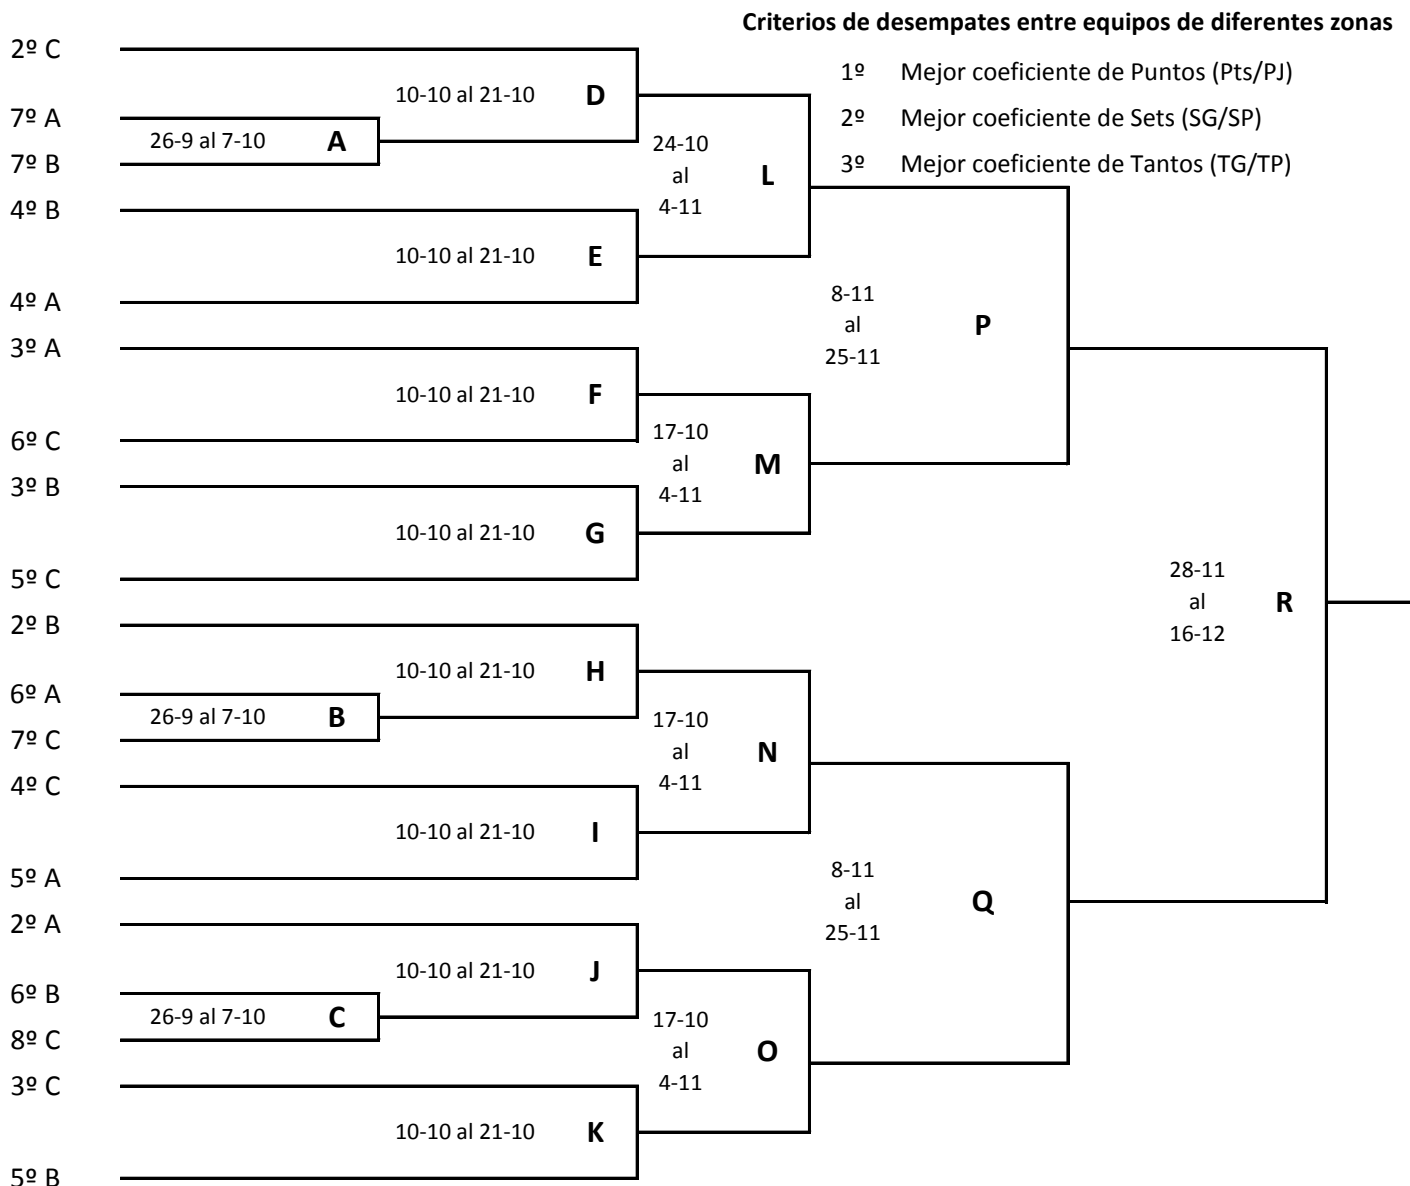 Criterios de desempates entre equipos de diferentes zonas
1º Mejor coeficiente de Puntos (Pts/PJ)
2º Mejor coeficiente de Sets (SG/SP)
3º Mejor coeficiente de Tantos (TG/TP)
2º C
10-10 al 21-10 D
7º A
26-9 al 7-10 A
7º B
24-10
al
4-11
L
4º B
10-10 al 21-10 E
4º A
8-11
al
25-11
P
3º A
10-10 al 21-10 F
6º C
17-10
al
4-11
M
3º B
10-10 al 21-10 G
5º C
28-11
al
16-12
R
2º B
10-10 al 21-10 H
6º A
26-9 al 7-10 B
7º C
17-10
al
4-11
N
4º C
10-10 al 21-10 I
5º A
8-11
al
25-11
Q
2º A
10-10 al 21-10 J
6º B
26-9 al 7-10 C
8º C
17-10
al
4-11
O
3º C
10-10 al 21-10 K
5º B